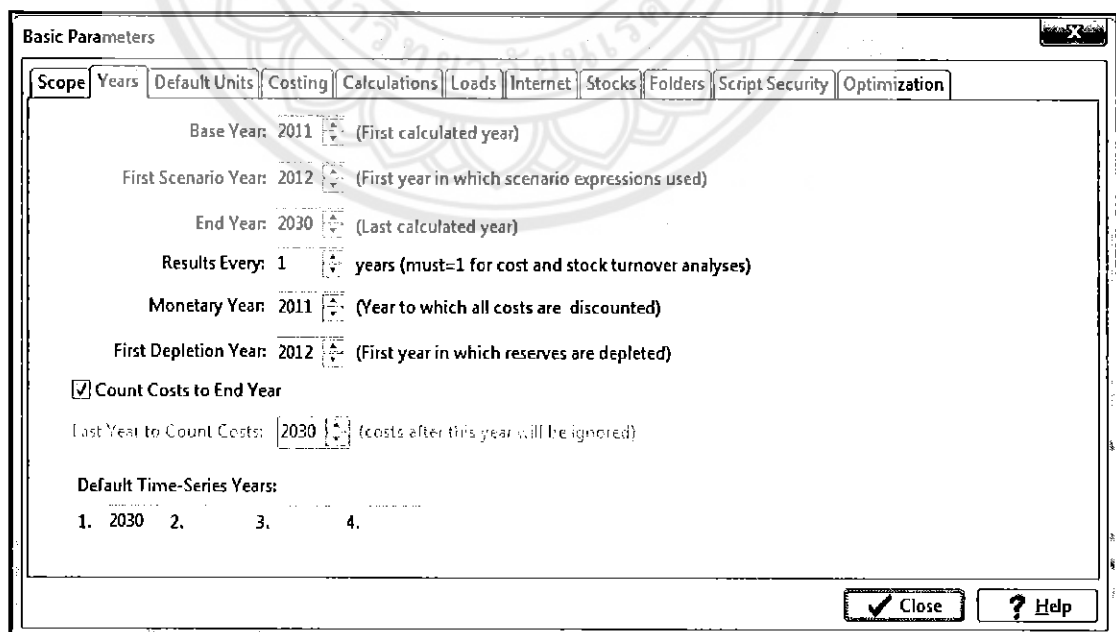 Basic Parameters
X
Scope Years Default Units Costing Calculations Loads Internet Stocks Folders Script Security Optimization
Base Year: 2011 (First calculated year)
First Scenario Year: 2012 (First year in which scenario expressions used)
End Year: 2030 (Last calculated year)
Results Every: 1 years (must=1 for cost and stock turnover analyses)
Monetary Year: 2011 (Year to which all costs are discounted)
First Depletion Year: 2012 (First year in which reserves are depleted)
Count Costs to End Year
Last Year to Count Costs: 2030 (costs after this year will be ignored)
Default Time-Series Years:
1. 2030 2. 3. 4.
Close ? Help